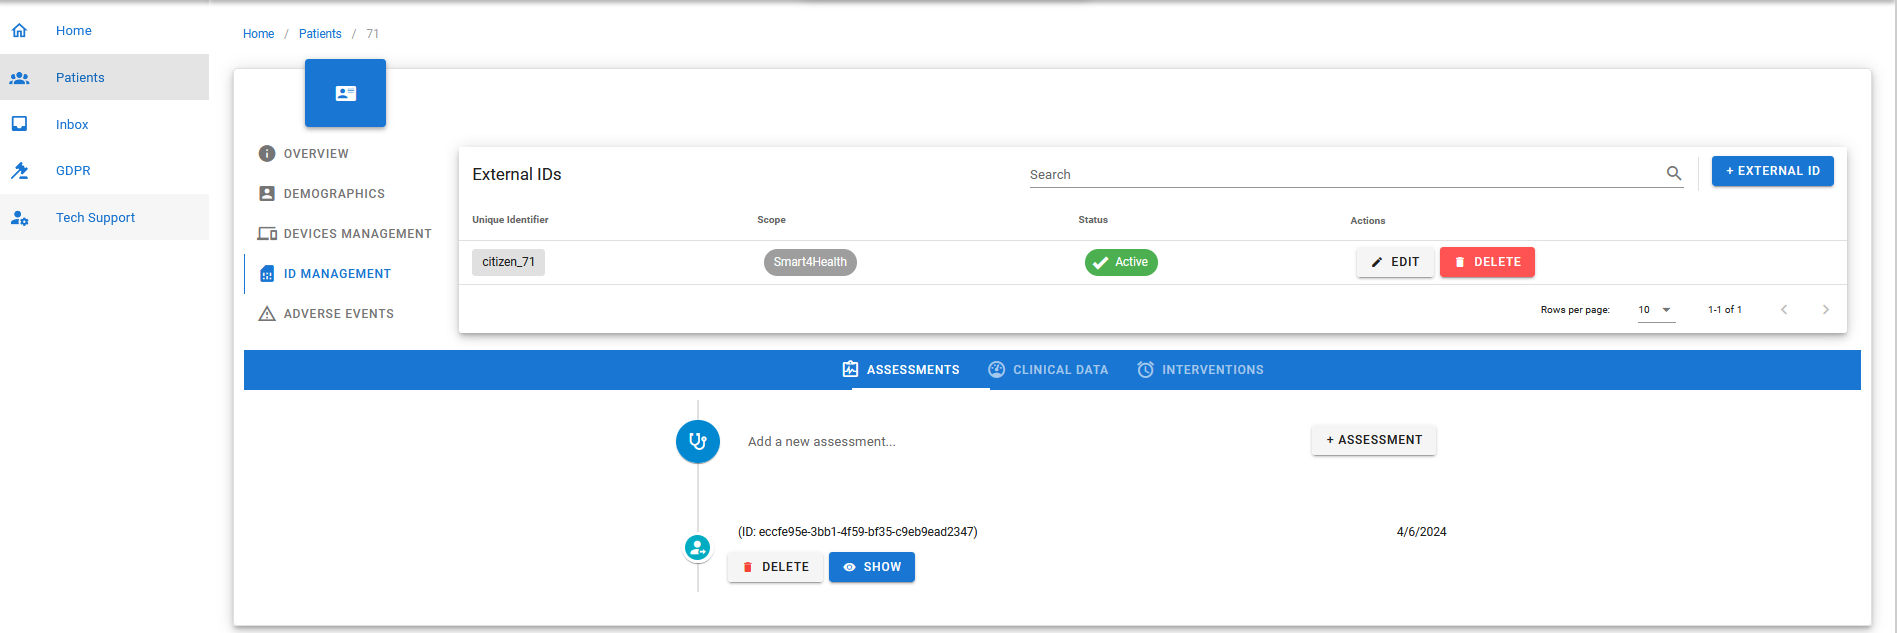 Home
Patients
Inbox
GDPR
Tech Support
Home / Patients / 71
OVERVIEW
DEMOGRAPHICS
DEVICES MANAGEMENT
ID MANAGEMENT
ADVERSE EVENTS
External IDs
Search
+ EXTERNAL ID
Unique Identifier Scope Status Actions
citizen_71 Smart4Health Active EDIT DELETE
Rows per page: 10 1-1 of 1
ASSESSMENTS CLINICAL DATA INTERVENTIONS
Add a new assessment... + ASSESSMENT
(ID: eccfe95e-3bb1-4f59-bf35-c9eb9ead2347) 4/6/2024
DELETE SHOW